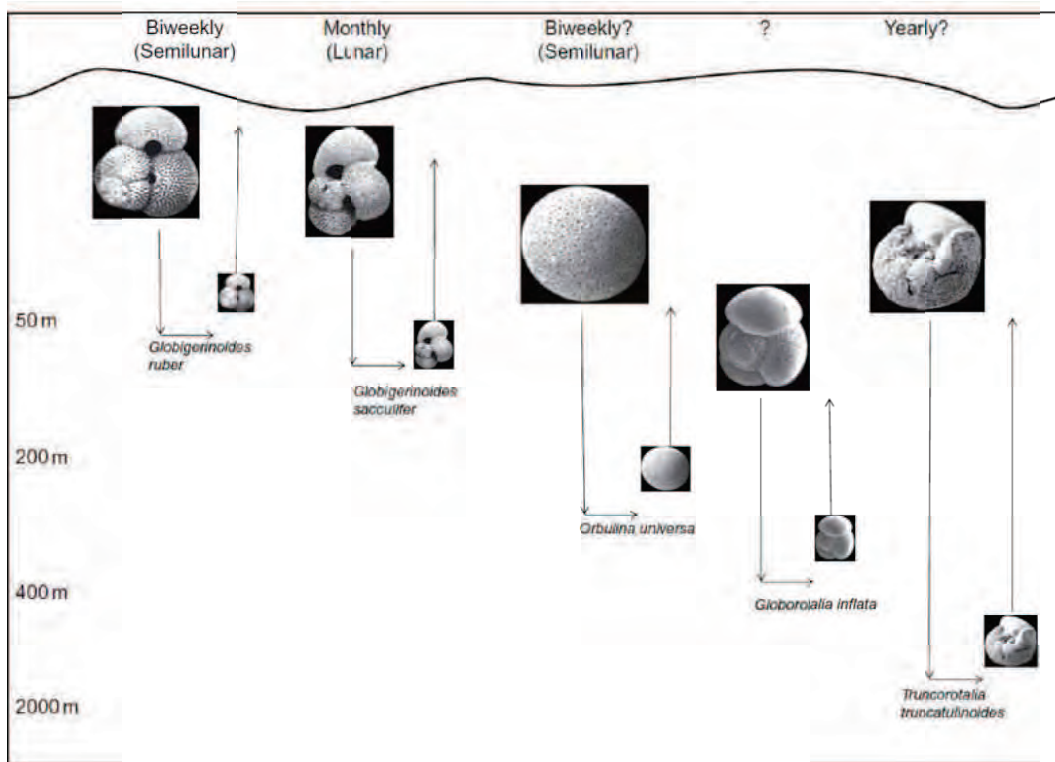 Biweekly
(Semilunar)
Monthly
(Lunar)
Biweekly?
(Semilunar)
?
Yearly?
50 m
Globigerinoides
ruber
Globigerinoides
sacculifer
200 m
Orbulina universa
400 m
Globorotalia inflata
2000 m
Truncorotalia
truncatulinoides